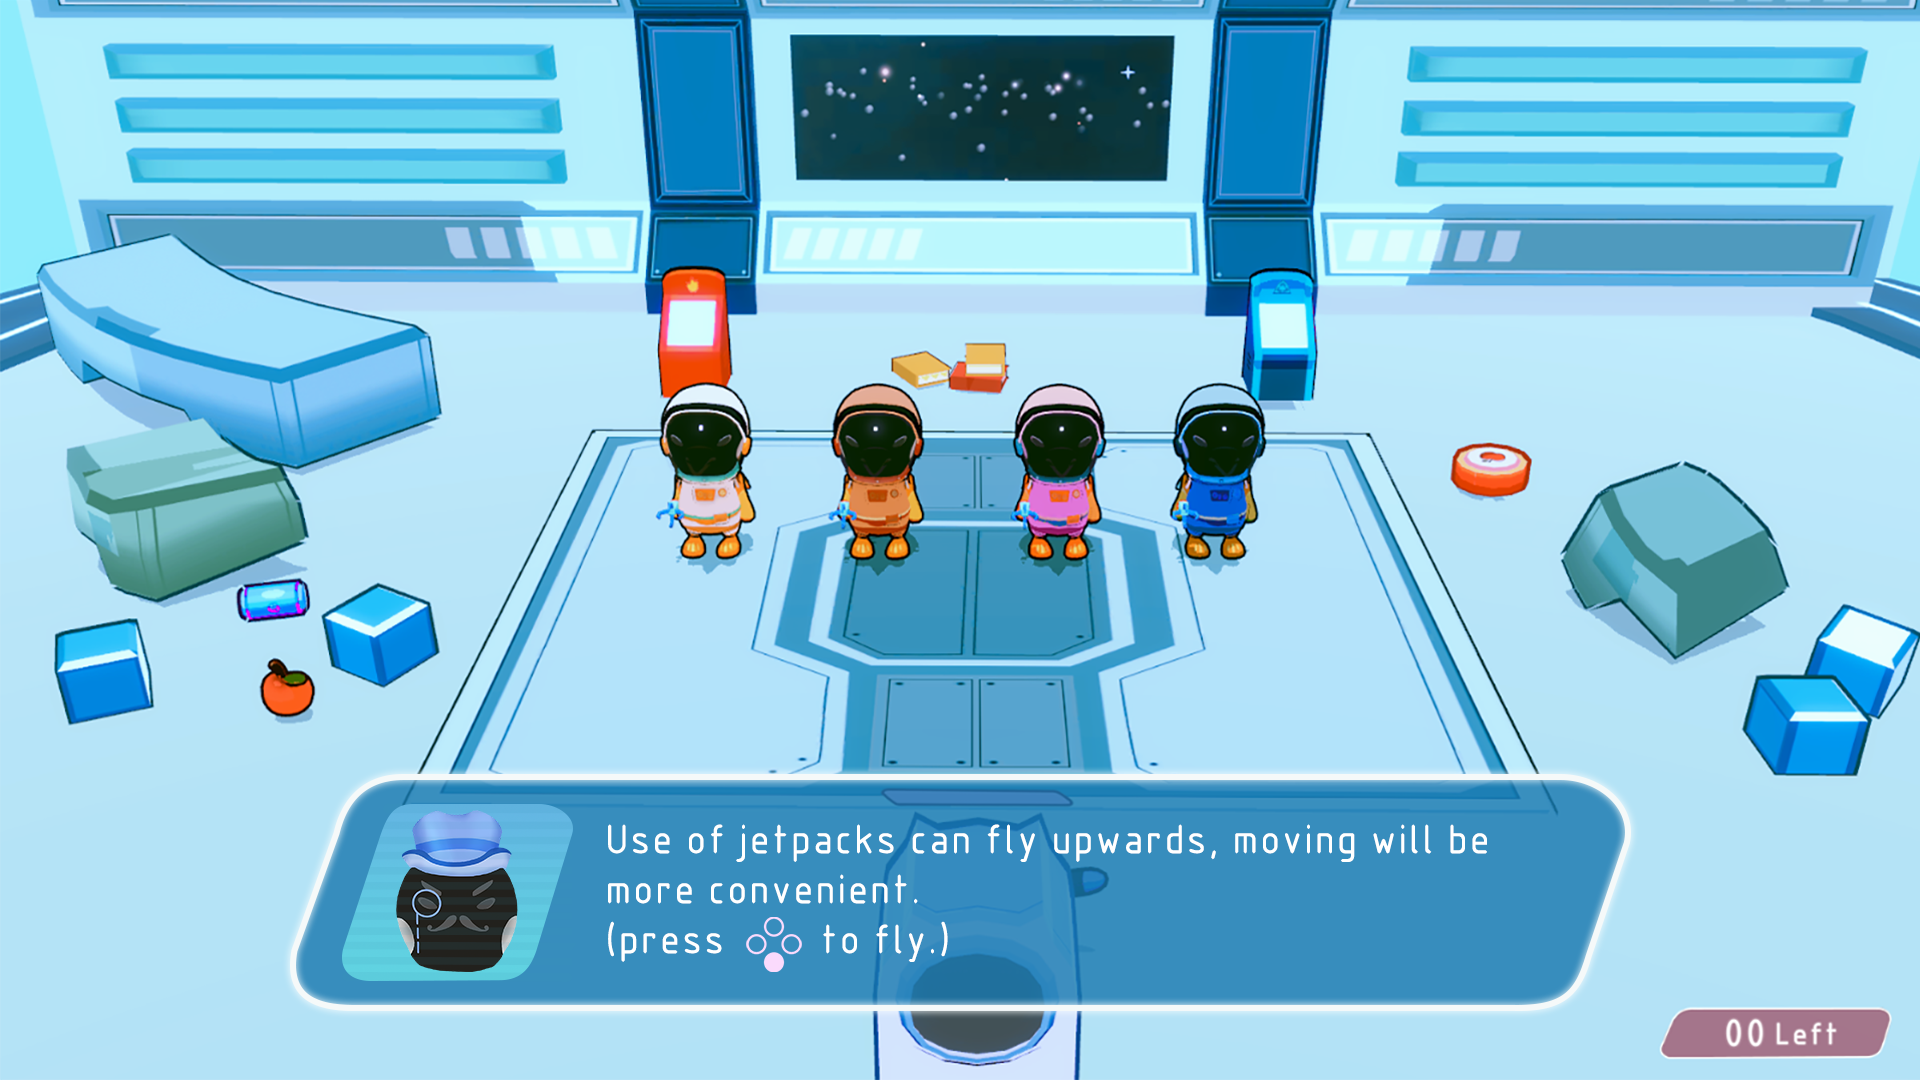 Use of jetpacks can fly upwards, moving will be
more convenient.
(press to fly.)
00 Left